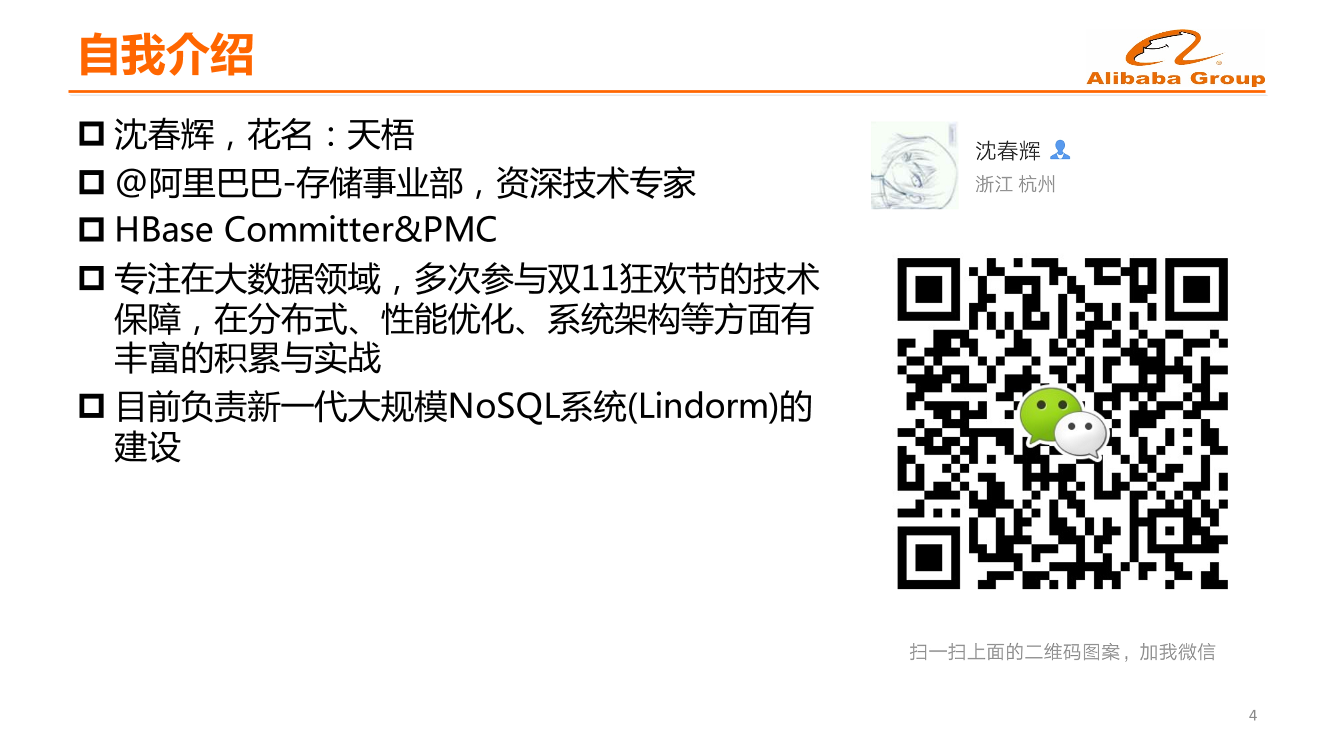 自我介绍
Alibaba Group
沈春辉，花名：天梧
@阿里巴巴-存储事业部，资深技术专家
HBase Committer&PMC
专注在大数据领域，多次参与双11狂欢节的技术
保障，在分布式、性能优化、系统架构等方面有
丰富的积累与实战
目前负责新一代大规模NoSQL系统(Lindorm)的
建设
沈春辉
浙江 杭州
扫一扫上面的二维码图案，加我微信
4